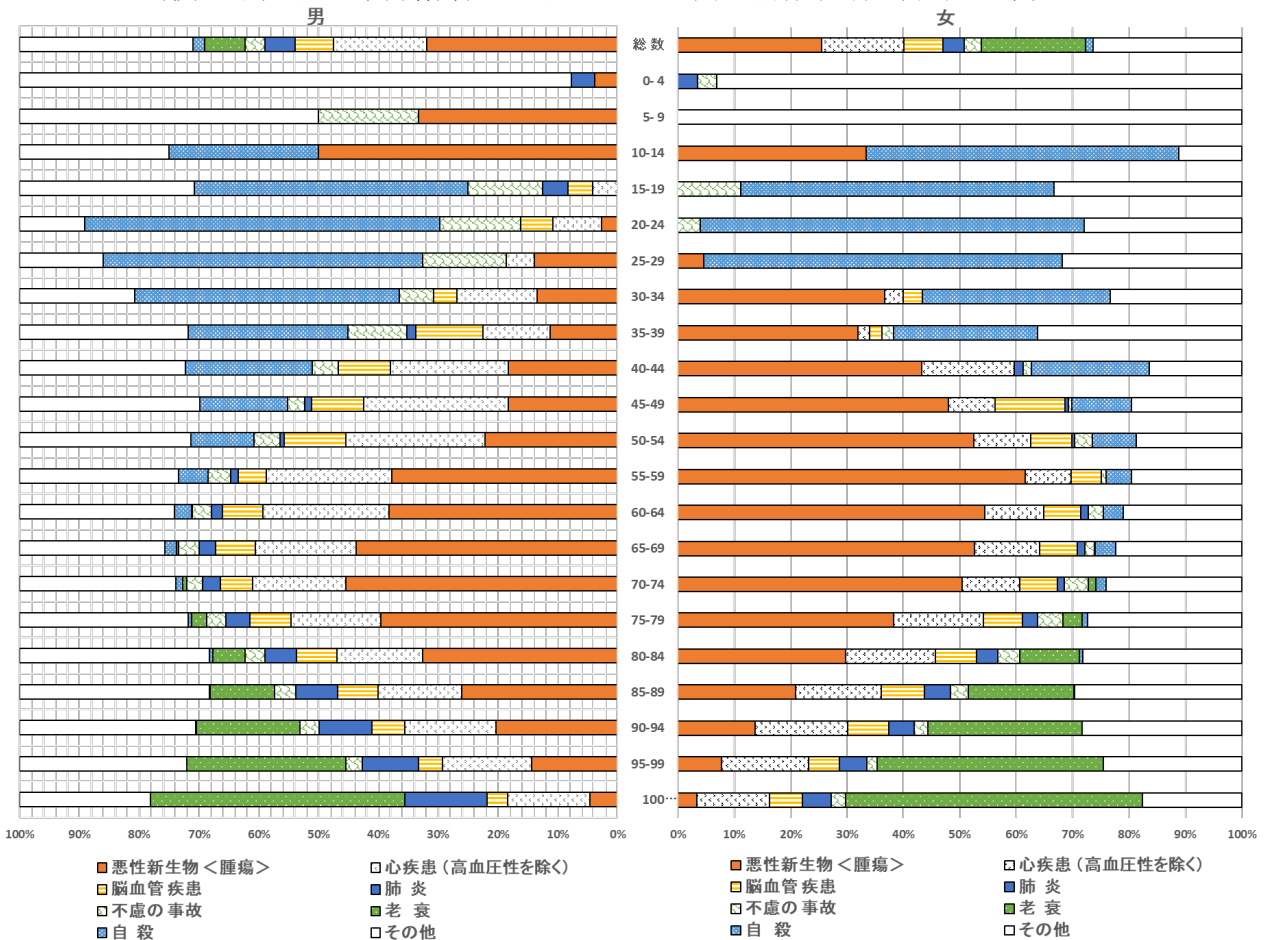 男
女
総数
0- 4
5- 9
10-14
15-19
20-24
25-29
30-34
35-39
40-44
45-49
50-54
55-59
60-64
65-69
70-74
75-79
80-84
85-89
90-94
95-99
100…
100% 90% 80% 70% 60% 50% 40% 30% 20% 10% 0%
0% 10% 20% 30% 40% 50% 60% 70% 80% 90% 100%
悪性新生物<腫瘍> 心疾患(高血圧性を除く)
脳血管疾患 肺 炎
不慮の事故 老 衰
自 殺 その他
悪性新生物<腫瘍> 心疾患(高血圧性を除く)
脳血管疾患 肺 炎
不慮の事故 老 衰
自 殺 その他